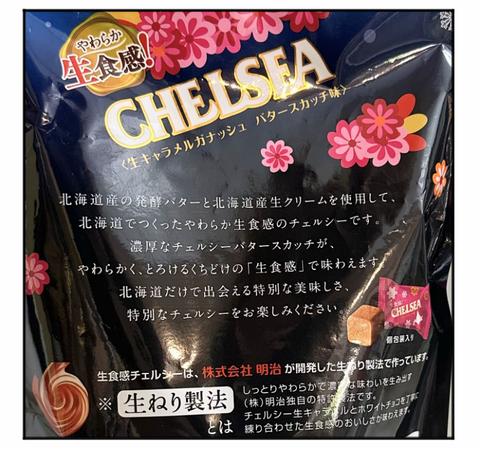 やわらか
生食感!
CHELSEA
〈生キャラメルガナッシュ バタースカッチ味〉
北海道産の発酵バターと北海道産生クリームを使用して、
北海道でつくったやわらか生食感のチェルシーです。
濃厚なチェルシーバタースカッチが、
やわらかく、とろけるくちどけの「生食感」で味わえます
北海道だけで出会える特別な美味しさ、
特別なチェルシーをお楽しみください
CHELSEA
個包装入り
生食感チェルシーは、株式会社 明治 が開発した生ねり製法で作っています。
※ 生ねり製法 とは
しっとりやわらかで濃厚な味わいを生み出す
(株)明治独自の特許製法です。
チェルシー生キャラメルとホワイトチョコを丁寧に
練り合わせた生食感のおいしさが味わえます。